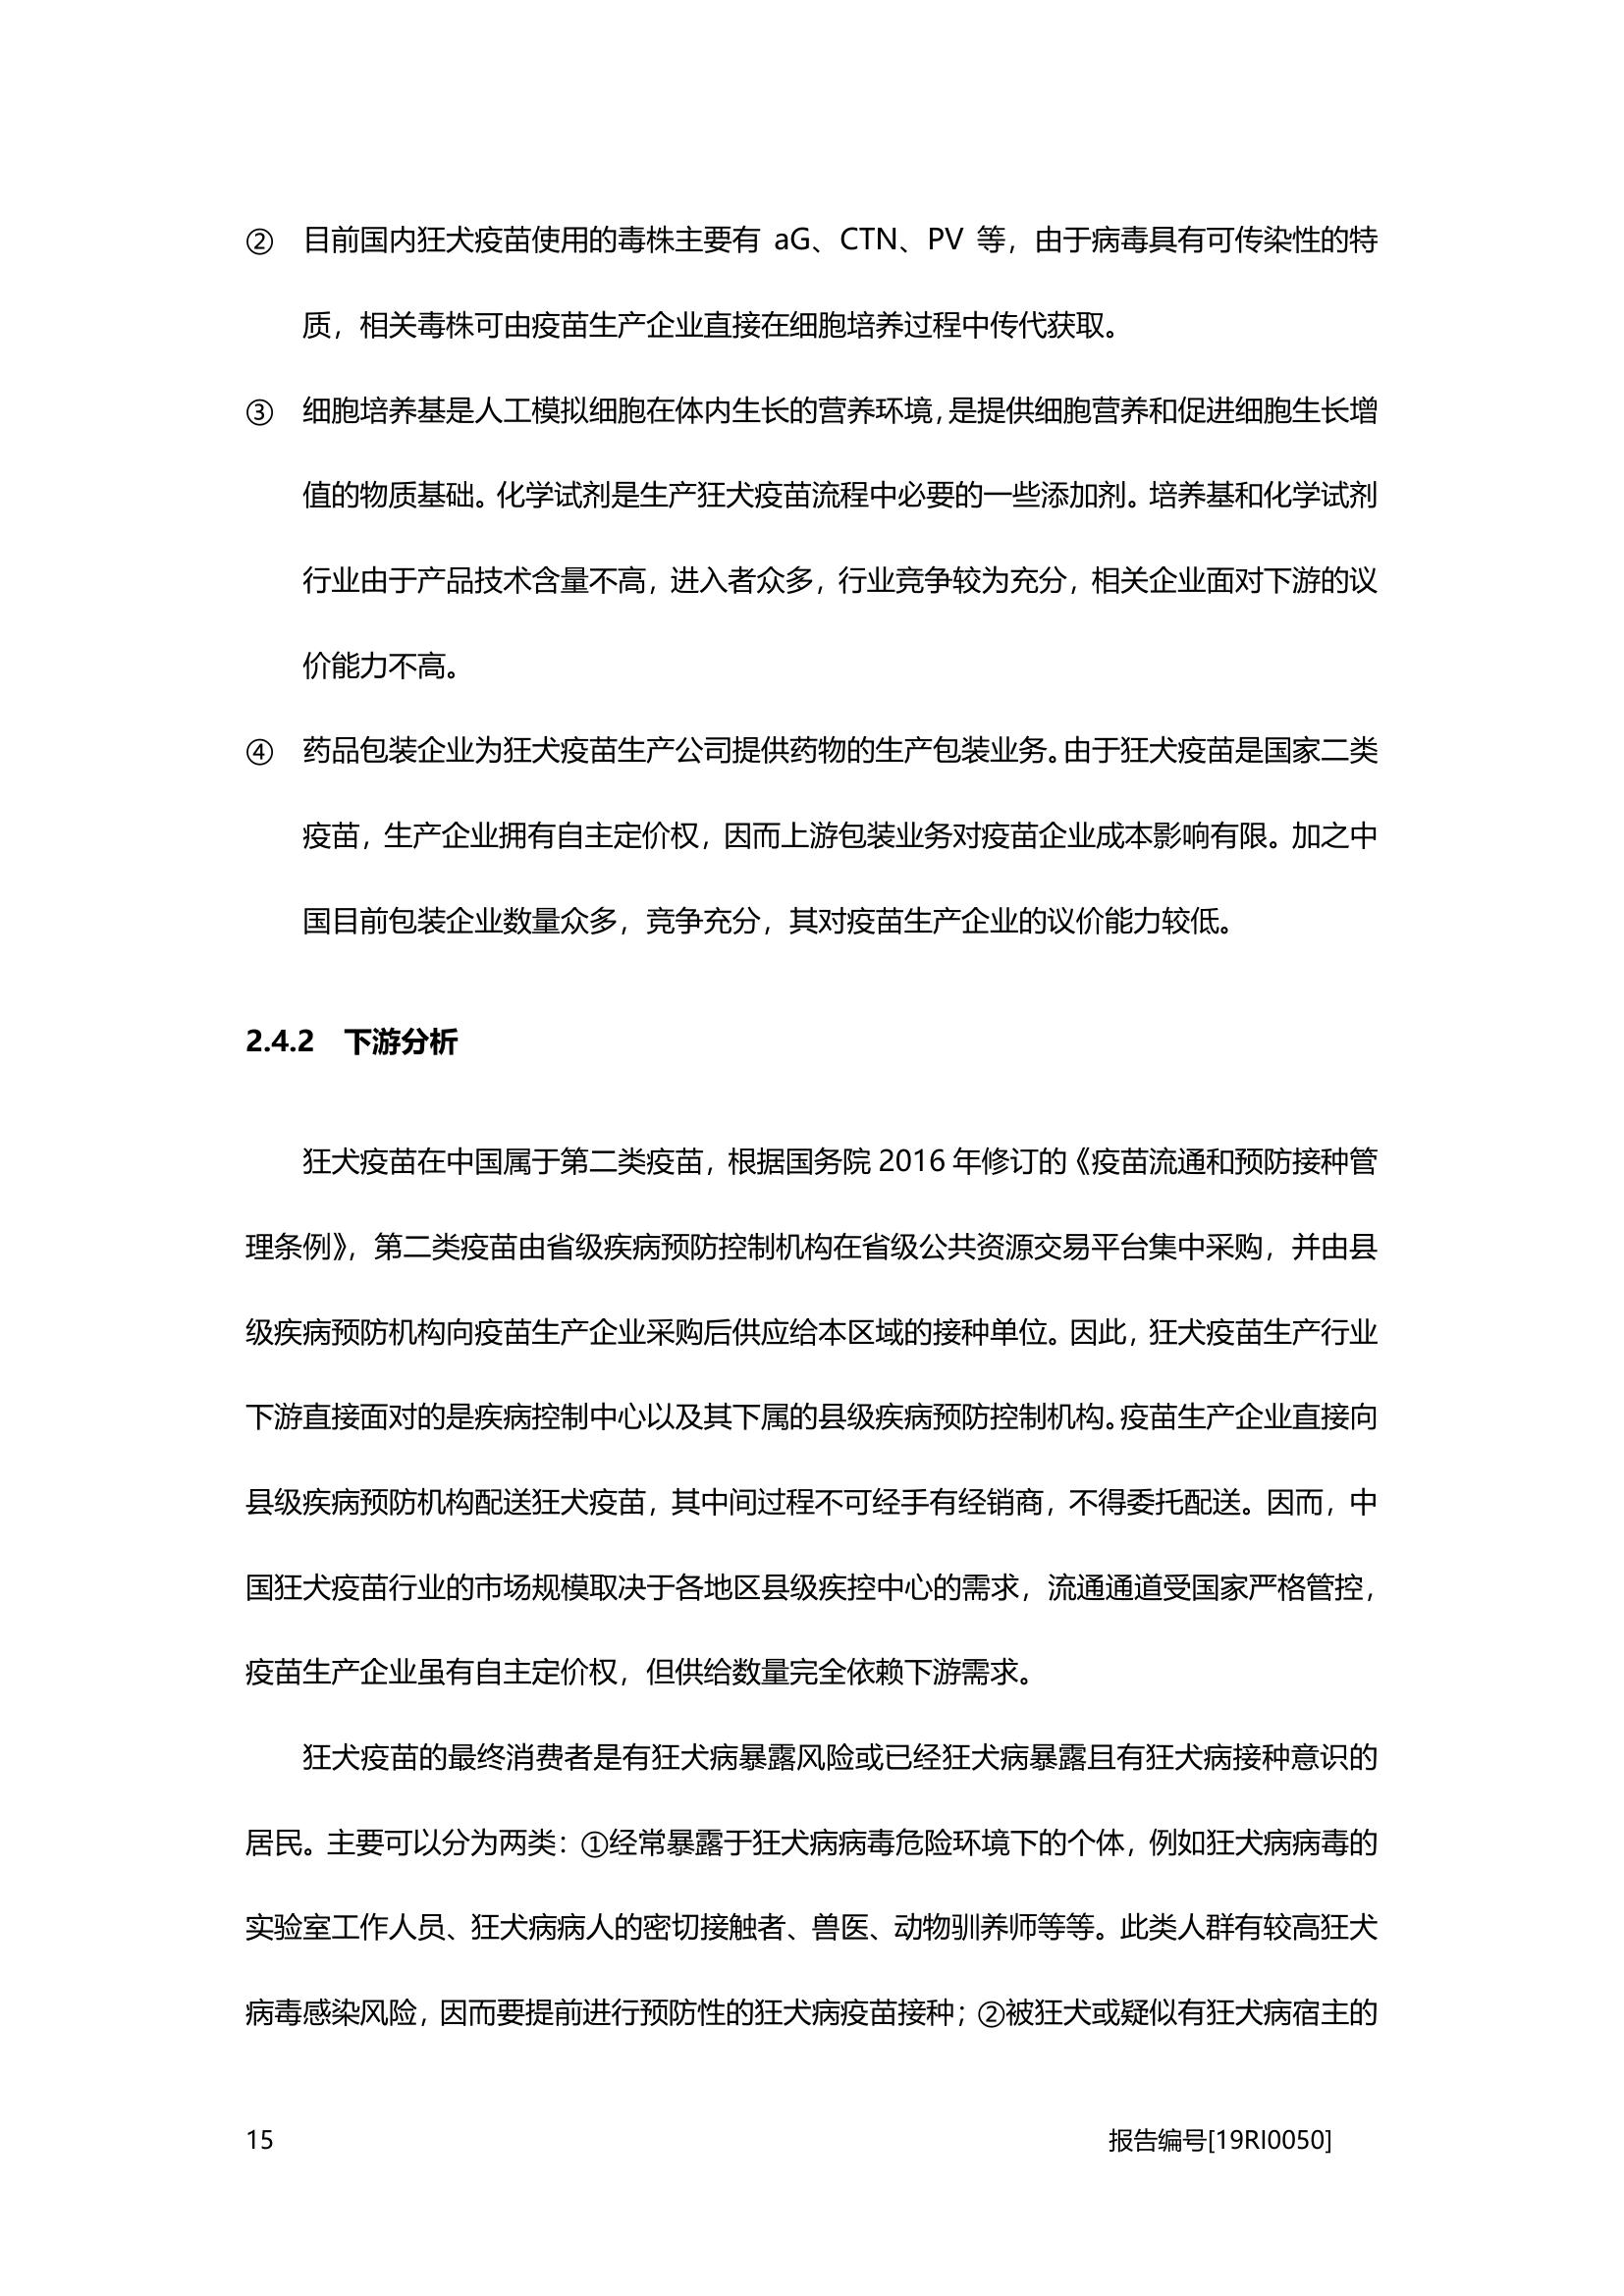 ② 目前国内狂犬疫苗使用的毒株主要有 aG、CTN、PV 等，由于病毒具有可传染性的特
质，相关毒株可由疫苗生产企业直接在细胞培养过程中传代获取。
③ 细胞培养基是人工模拟细胞在体内生长的营养环境，是提供细胞营养和促进细胞生长增
值的物质基础。化学试剂是生产狂犬疫苗流程中必要的一些添加剂。培养基和化学试剂
行业由于产品技术含量不高，进入者众多，行业竞争较为充分，相关企业面对下游的议
价能力不高。
④ 药品包装企业为狂犬疫苗生产公司提供药物的生产包装业务。由于狂犬疫苗是国家二类
疫苗，生产企业拥有自主定价权，因而上游包装业务对疫苗企业成本影响有限。加之中
国目前包装企业数量众多，竞争充分，其对疫苗生产企业的议价能力较低。
2.4.2 下游分析
狂犬疫苗在中国属于第二类疫苗，根据国务院 2016 年修订的《疫苗流通和预防接种管
理条例》，第二类疫苗由省级疾病预防控制机构在省级公共资源交易平台集中采购，并由县
级疾病预防机构向疫苗生产企业采购后供应给本区域的接种单位。因此，狂犬疫苗生产行业
下游直接面对的是疾病控制中心以及其下属的县级疾病预防控制机构。疫苗生产企业直接向
县级疾病预防机构配送狂犬疫苗，其中间过程不可经手有经销商，不得委托配送。因而，中
国狂犬疫苗行业的市场规模取决于各地区县级疾控中心的需求，流通通道受国家严格管控，
疫苗生产企业虽有自主定价权，但供给数量完全依赖下游需求。
狂犬疫苗的最终消费者是有狂犬病暴露风险或已经狂犬病暴露且有狂犬病接种意识的
居民。主要可以分为两类：①经常暴露于狂犬病病毒危险环境下的个体，例如狂犬病病毒的
实验室工作人员、狂犬病病人的密切接触者、兽医、动物驯养师等等。此类人群有较高狂犬
病毒感染风险，因而要提前进行预防性的狂犬病疫苗接种；②被狂犬或疑似有狂犬病宿主的
15 报告编号[19RI0050]